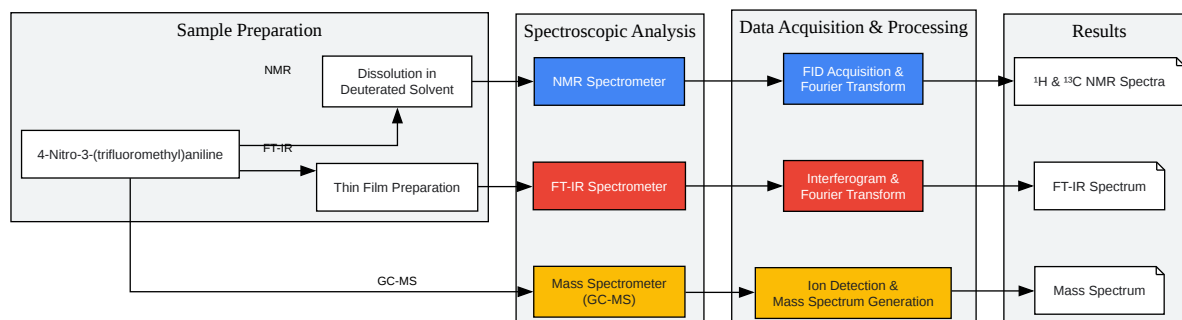 Sample Preparation
Spectroscopic Analysis
Data Acquisition & Processing
Results
NMR
Dissolution in
Deuterated Solvent
NMR Spectrometer
FID Acquisition &
Fourier Transform
¹H & ¹³C NMR Spectra
4-Nitro-3-(trifluoromethyl)aniline
FT-IR
Thin Film Preparation
FT-IR Spectrometer
Interferogram &
Fourier Transform
FT-IR Spectrum
GC-MS
Mass Spectrometer
(GC-MS)
Ion Detection &
Mass Spectrum Generation
Mass Spectrum